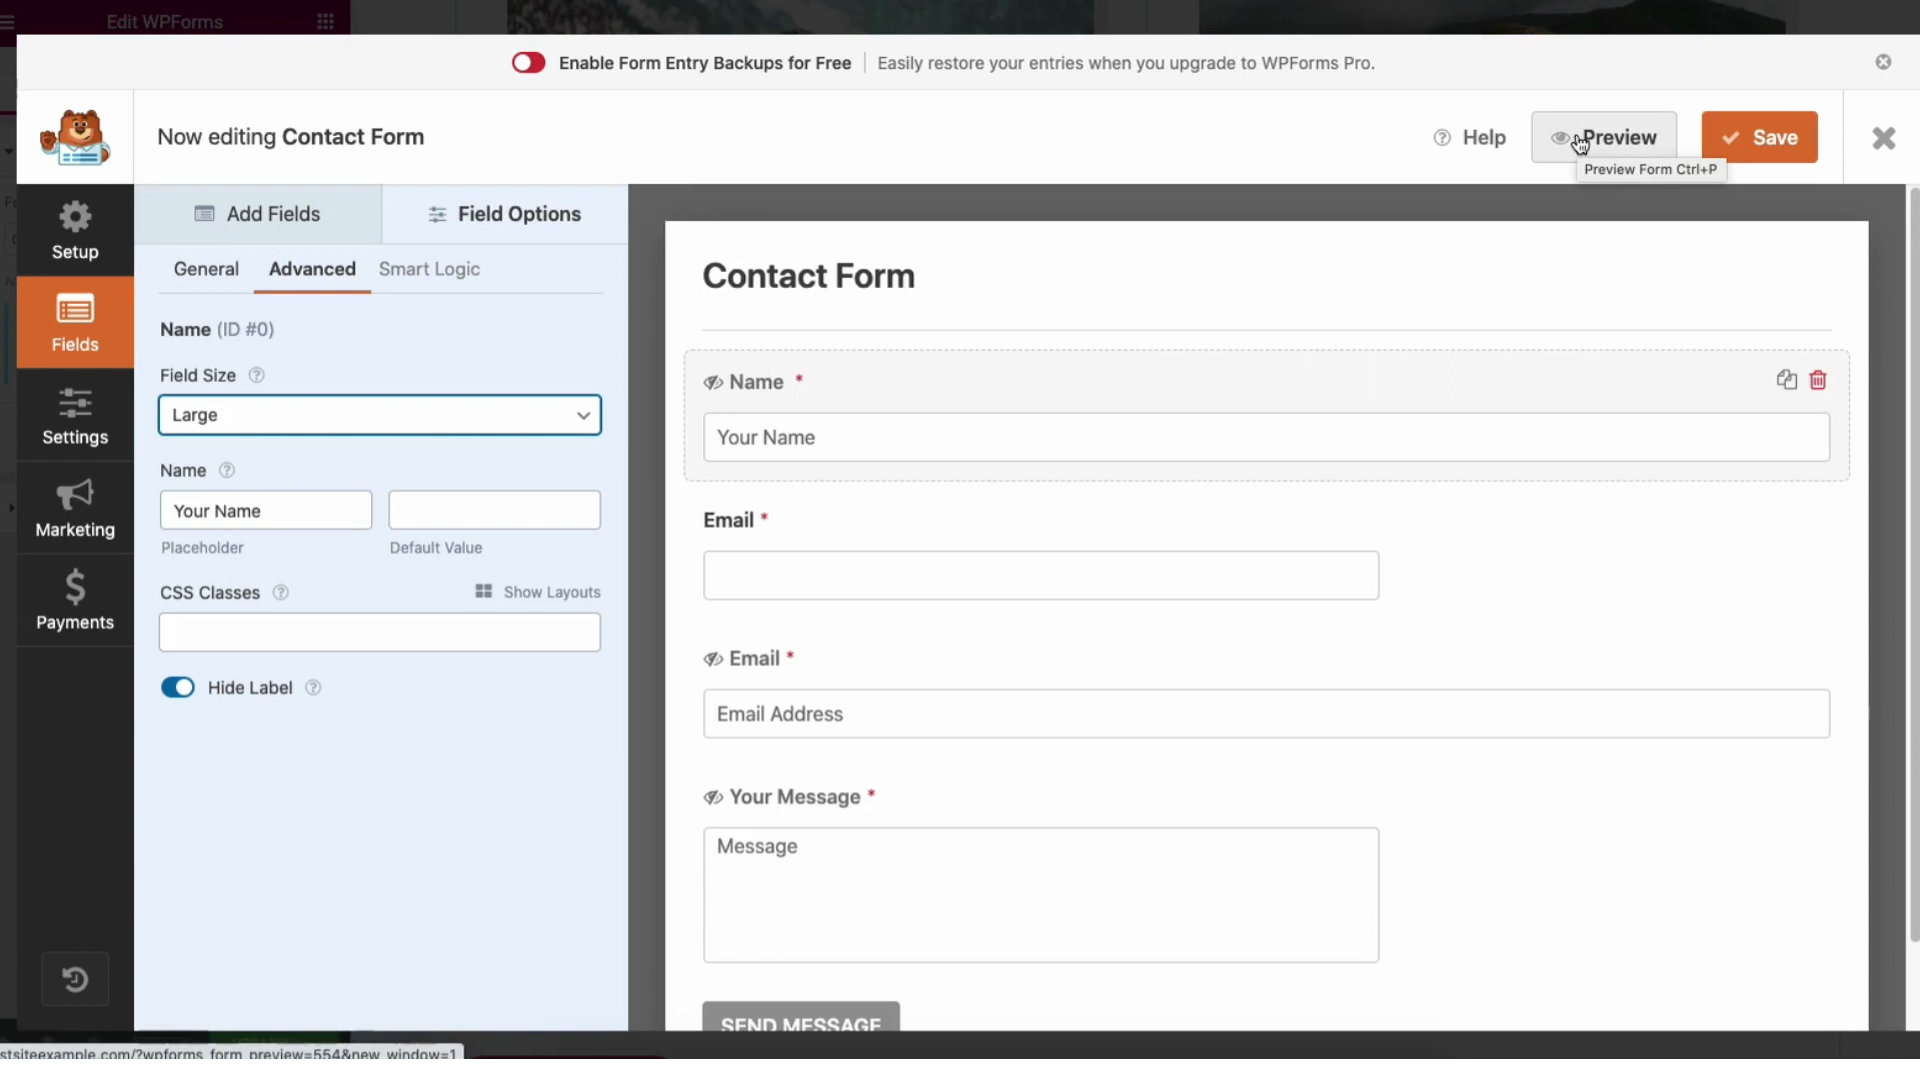 Edit WPForms
Enable Form Entry Backups for Free Easily restore your entries when you upgrade to WPForms Pro.
Now editing Contact Form
Help
Preview
Save
Preview Form Ctrl+P
Setup
Fields
Settings
Marketing
Payments
Add Fields
Field Options
General Advanced Smart Logic
Name (ID #0)
Field Size
Large
Name
Your Name
Placeholder Default Value
CSS Classes Show Layouts
Hide Label
Contact Form
Name *
Your Name
Email *
Email *
Email Address
Your Message *
Message
SEND MESSAGE
stsiteexample.com/?wpforms_form_preview=554&new_window=1